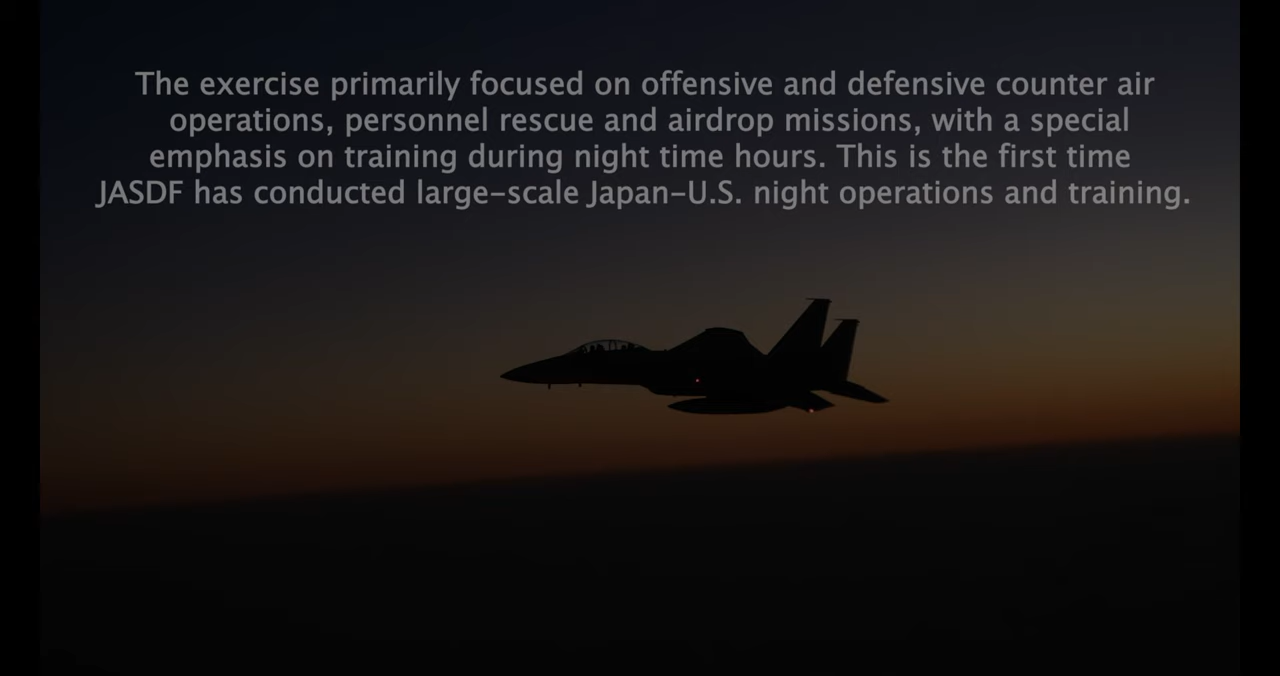 The exercise primarily focused on offensive and defensive counter air
operations, personnel rescue and airdrop missions, with a special
emphasis on training during night time hours. This is the first time
JASDF has conducted large-scale Japan-U.S. night operations and training.